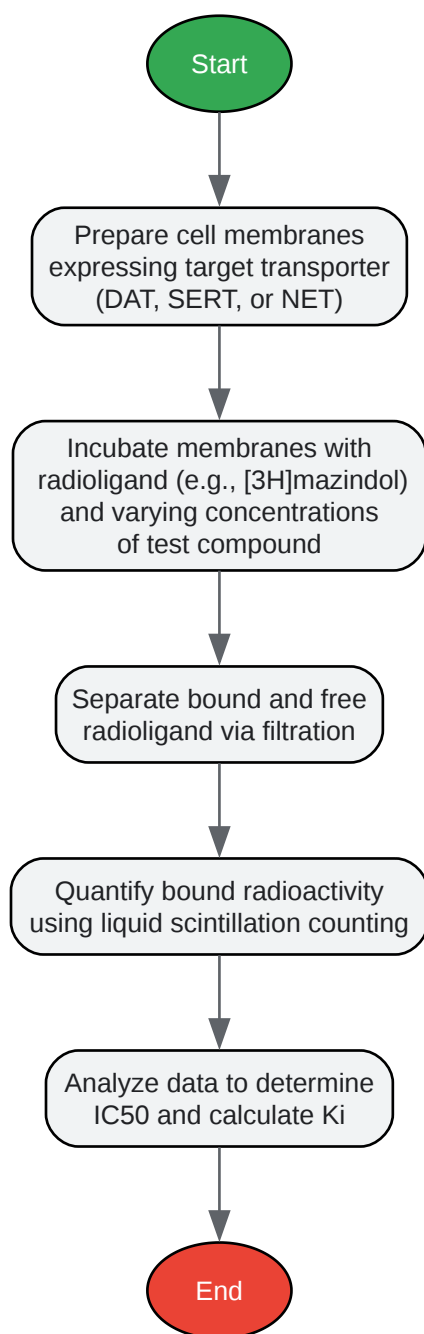 Start
Prepare cell membranes
expressing target transporter
(DAT, SERT, or NET)
Incubate membranes with
radioligand (e.g., [3H]mazindol)
and varying concentrations
of test compound
Separate bound and free
radioligand via filtration
Quantify bound radioactivity
using liquid scintillation counting
Analyze data to determine
IC50 and calculate Ki
End